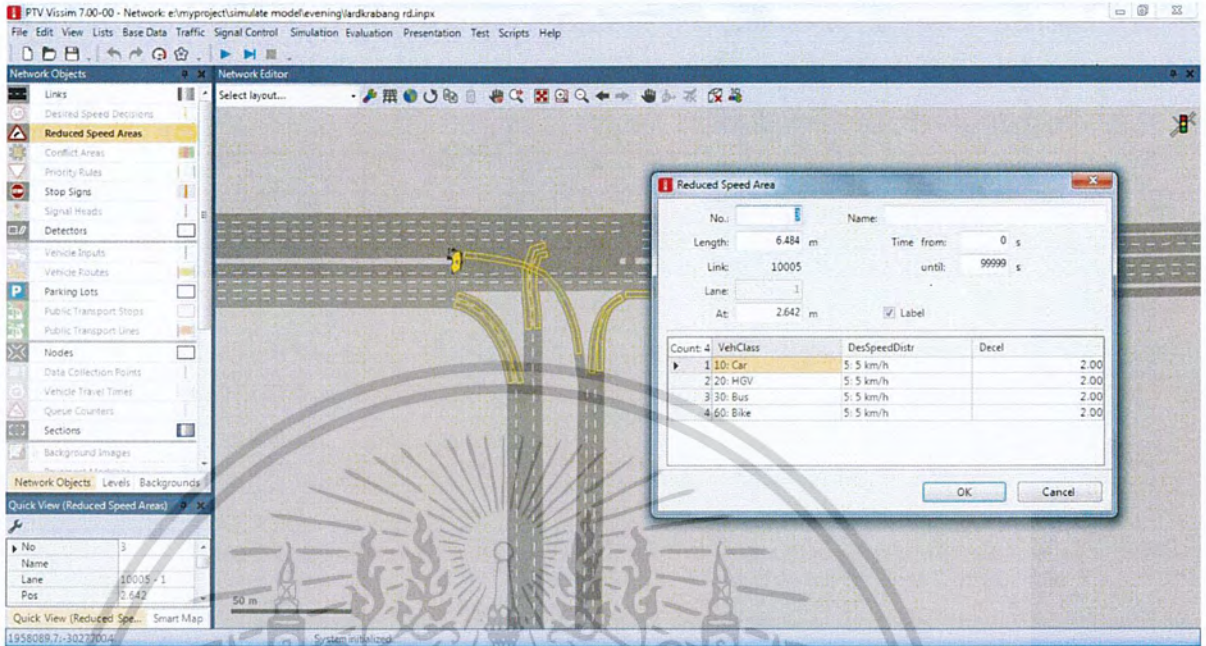 PTV Vissim 7.00-00 - Network: e:\myproject\simulate model\evening\lardkrabang rd.inpx
File Edit View Lists Base Data Traffic Signal Control Simulation Evaluation Presentation Test Scripts Help
Network Objects
Links
Desired Speed Decisions
Reduced Speed Areas
Conflict Areas
Priority Rules
Stop Signs
Signal Heads
Detectors
Vehicle Inputs
Vehicle Routes
Parking Lots
Public Transport Stops
Public Transport Lines
Nodes
Data Collection Points
Vehicle Travel Times
Queue Counters
Sections
Background Images
Network Objects Levels Backgrounds
Quick View (Reduced Speed Areas)
No 3
Name
Lane 10005 - 1
Pos 2.642
Quick View (Reduced Spe... Smart Map
Network Editor
Select layout...
50 m
Reduced Speed Area
No.: 3 Name:
Length: 6.484 m Time from: 0 s
Link: 10005 until: 99999 s
Lane: 1
At: 2.642 m Label
Count: 4 VehClass DesSpeedDistr Decel
1 10: Car 5: 5 km/h 2.00
2 20: HGV 5: 5 km/h 2.00
3 30: Bus 5: 5 km/h 2.00
4 60: Bike 5: 5 km/h 2.00
OK Cancel
System initialized